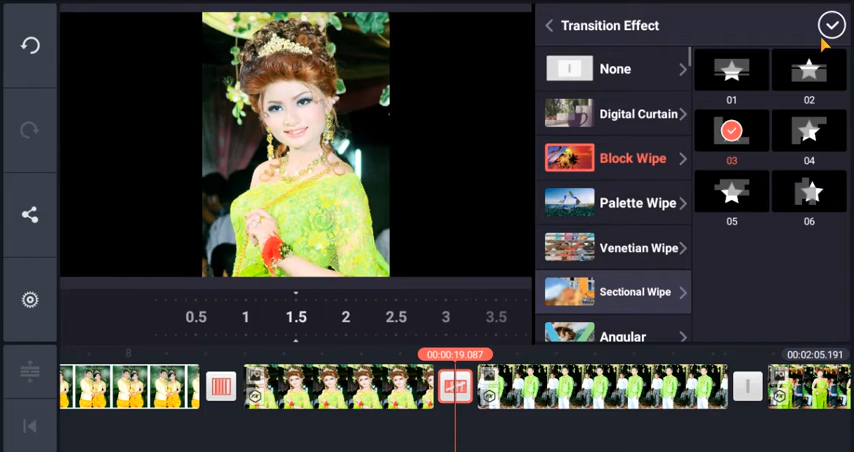 Transition Effect
None
Digital Curtain
Block Wipe
Palette Wipe
Venetian Wipe
Sectional Wipe
Angular
01
02
03
04
05
06
0.5 1 1.5 2 2.5 3 3.5
8
00:00:19.087
00:02:05.191